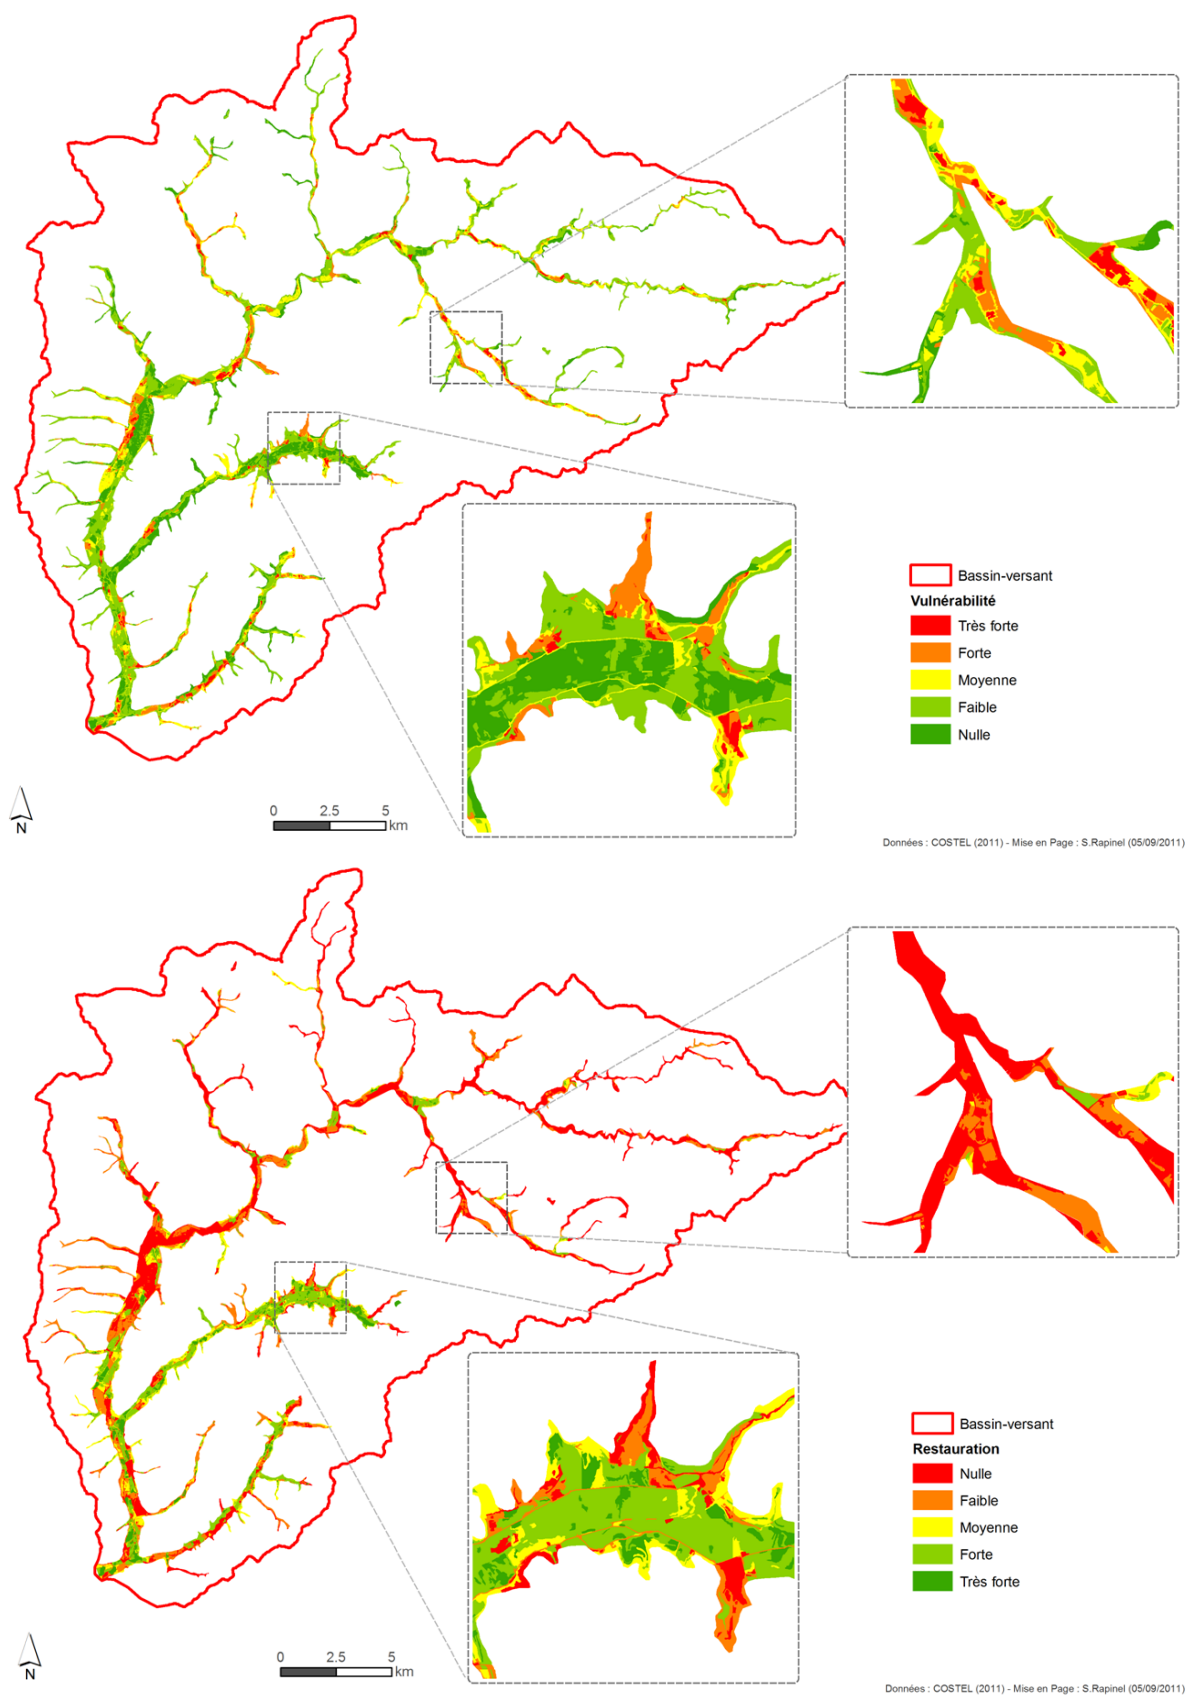 Bassin-versant
Vulnérabilité
Très forte
Forte
Moyenne
Faible
Nulle
0 2.5 5
km
N
Données : COSTEL (2011) - Mise en Page : S.Rapinel (05/09/2011)
Bassin-versant
Restauration
Nulle
Faible
Moyenne
Forte
Très forte
0 2.5 5
km
N
Données : COSTEL (2011) - Mise en Page : S.Rapinel (05/09/2011)